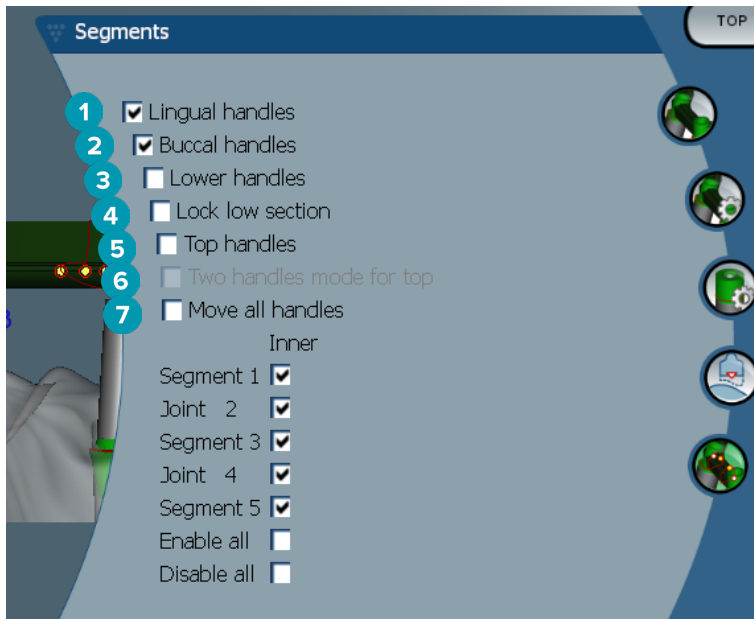 TOP
Segments
1 Lingual handles
2 Buccal handles
3 Lower handles
4 Lock low section
5 Top handles
6 Two handles mode for top
7 Move all handles
Inner
Segment 1
Joint 2
Segment 3
Joint 4
Segment 5
Enable all
Disable all